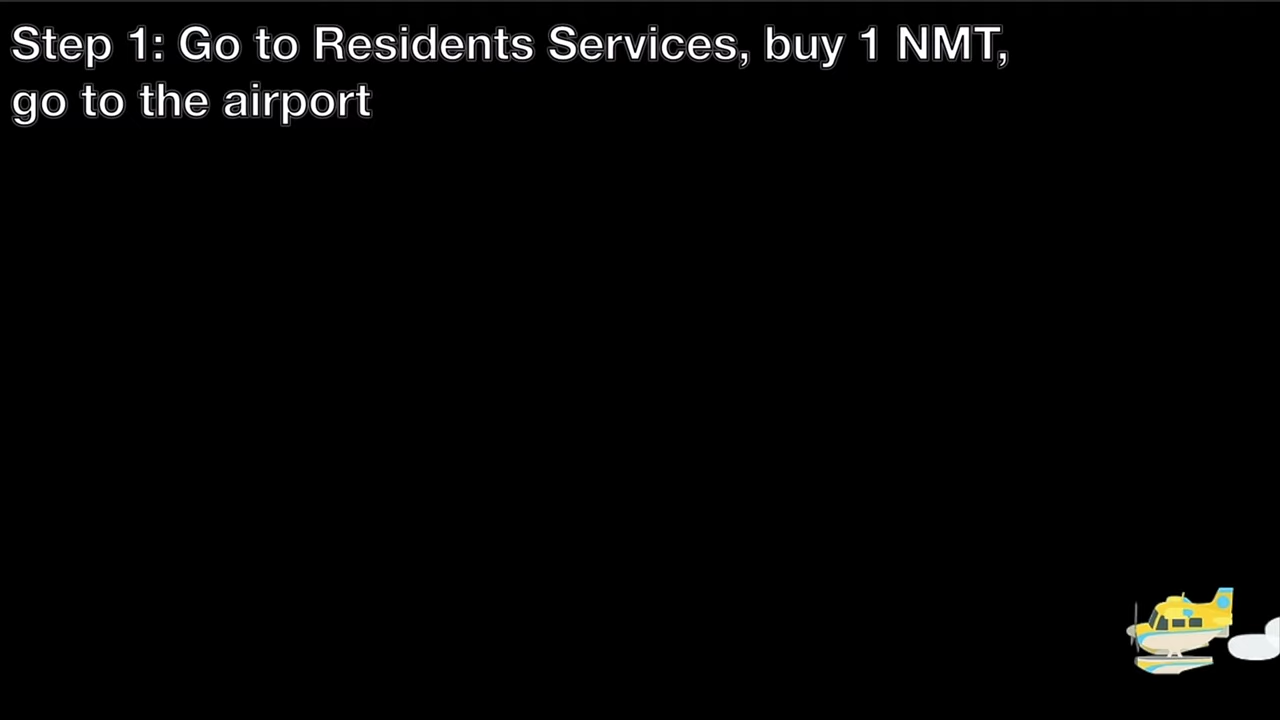 Step 1: Go to Residents Services, buy 1 NMT,
go to the airport